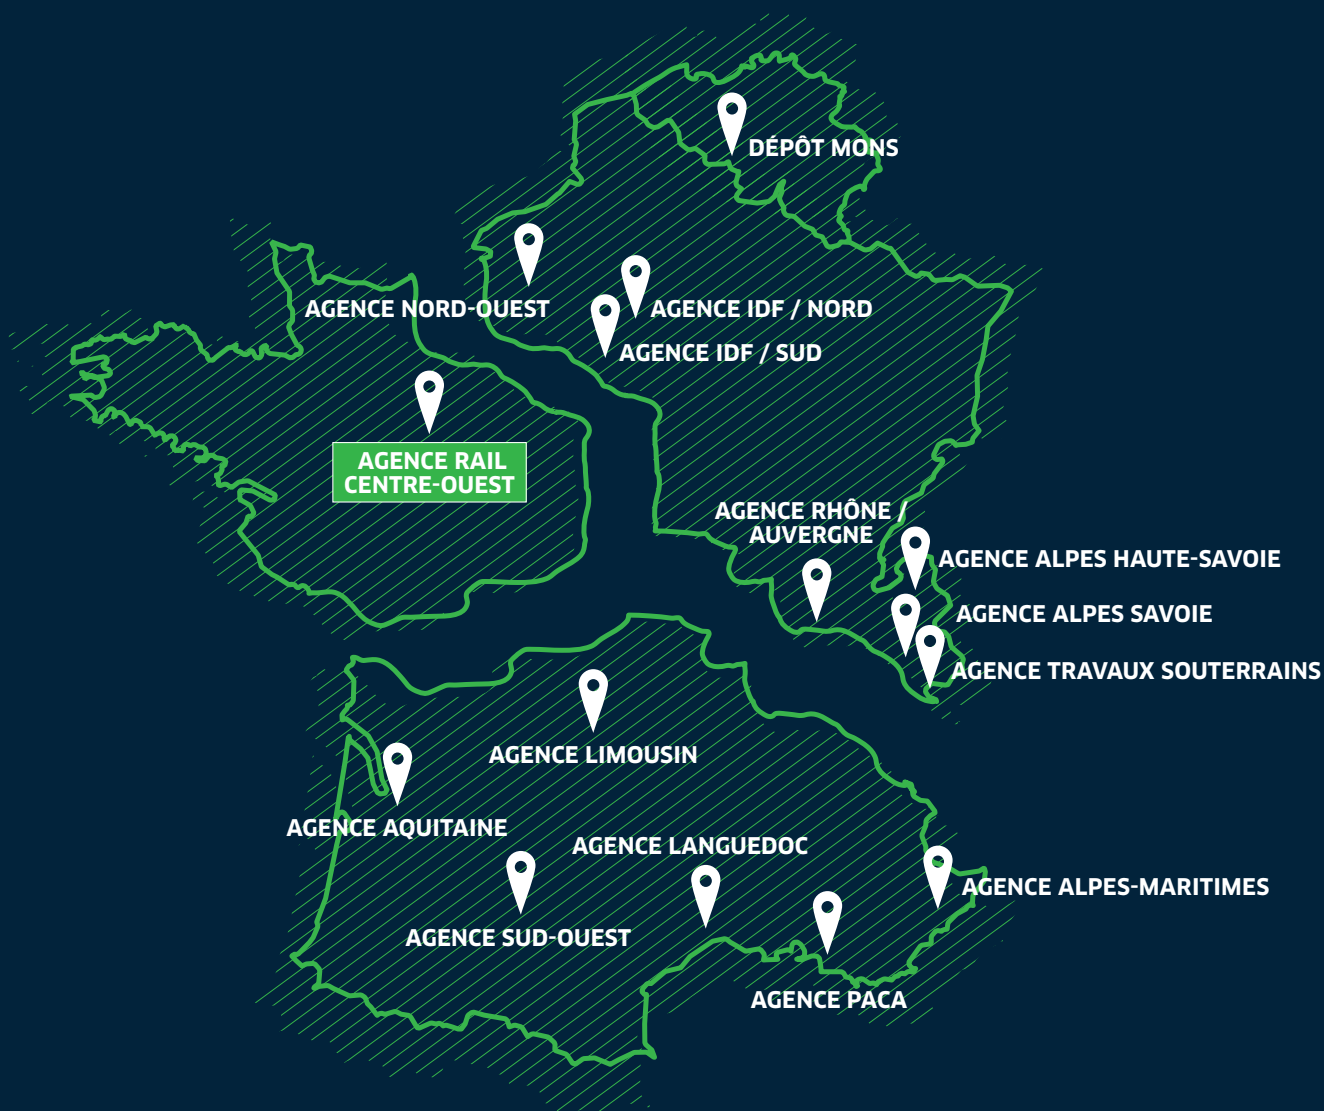 DÉPÔT MONS
AGENCE NORD-OUEST
AGENCE IDF / NORD
AGENCE IDF / SUD
AGENCE RAIL
CENTRE-OUEST
AGENCE RHÔNE /
AUVERGNE
AGENCE ALPES HAUTE-SAVOIE
AGENCE ALPES SAVOIE
AGENCE TRAVAUX SOUTERRAINS
AGENCE LIMOUSIN
AGENCE AQUITAINE
AGENCE LANGUEDOC
AGENCE ALPES-MARITIMES
AGENCE SUD-OUEST
AGENCE PACA